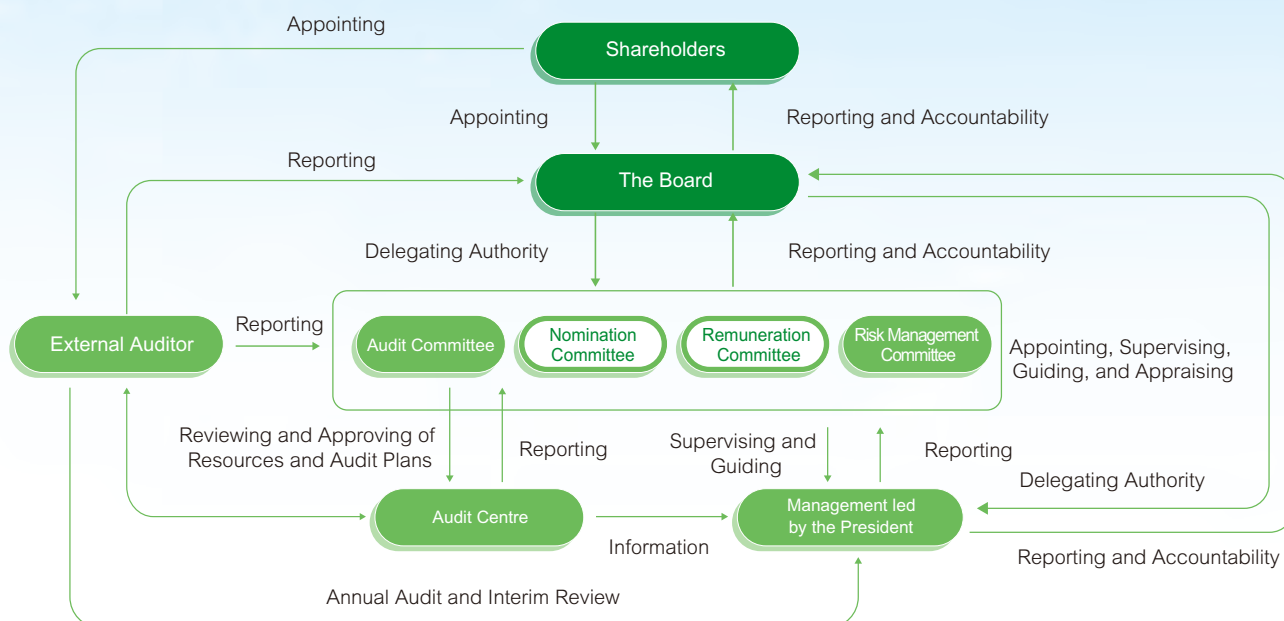 Appointing
Shareholders
Appointing
Reporting and Accountability
Reporting
The Board
Delegating Authority
Reporting and Accountability
External Auditor
Reporting
Audit Committee
Nomination
Committee
Remuneration
Committee
Risk Management
Committee
Appointing, Supervising,
Guiding, and Appraising
Reviewing and Approving of
Resources and Audit Plans
Reporting
Supervising and
Guiding
Reporting
Delegating Authority
Audit Centre
Information
Management led
by the President
Reporting and Accountability
Annual Audit and Interim Review